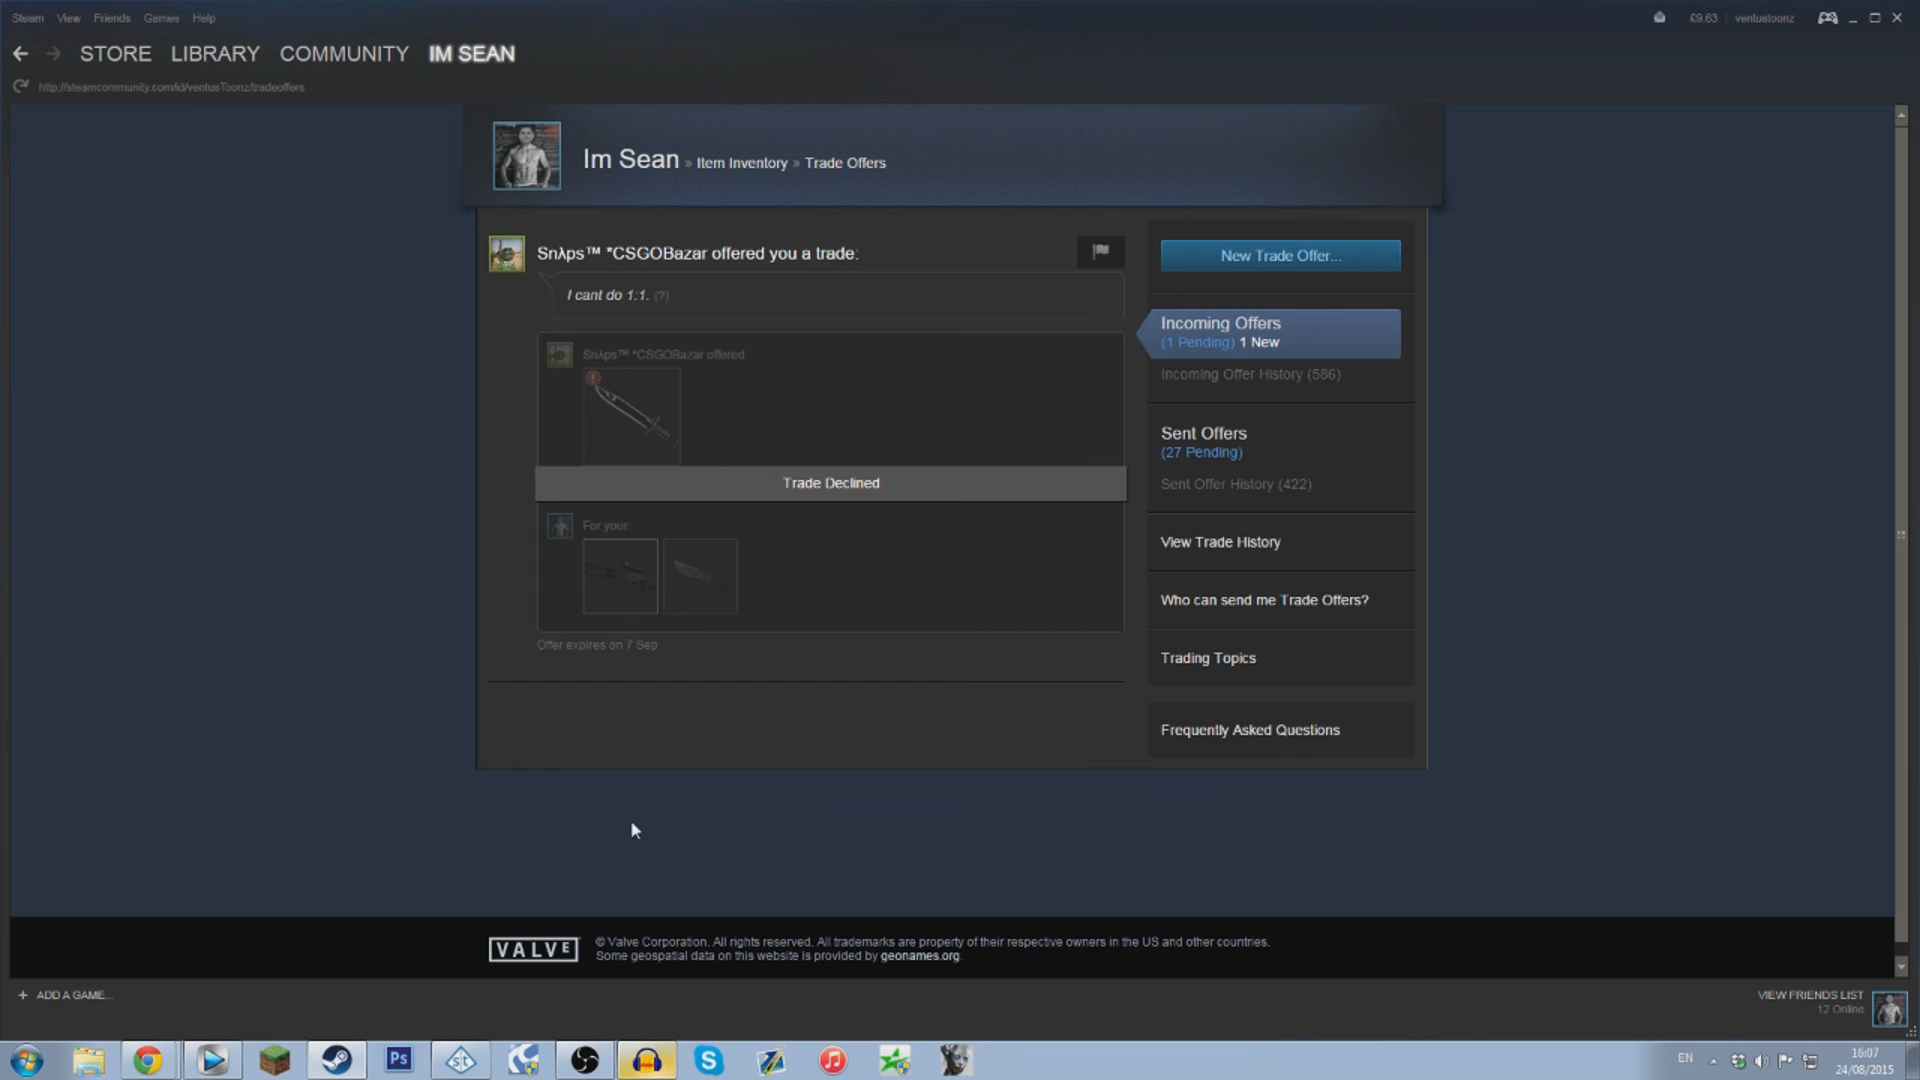 Steam View Friends Games Help
£9.63 ventustoonz
STORE LIBRARY COMMUNITY IM SEAN
http://steamcommunity.com/id/ventusToonz/tradeoffers
Im Sean » Item Inventory » Trade Offers
Snλps™ *CSGOBazar offered you a trade:
I cant do 1:1. (?)
Snλps™ *CSGOBazar offered:
Trade Declined
For your:
Offer expires on 7 Sep
New Trade Offer...
Incoming Offers
(1 Pending) 1 New
Incoming Offer History (586)
Sent Offers
(27 Pending)
Sent Offer History (422)
View Trade History
Who can send me Trade Offers?
Trading Topics
Frequently Asked Questions
VALVE
© Valve Corporation. All rights reserved. All trademarks are property of their respective owners in the US and other countries.
Some geospatial data on this website is provided by geonames.org.
+ ADD A GAME...
VIEW FRIENDS LIST
12 Online
Ps
st
S
EN
16:07
24/08/2015